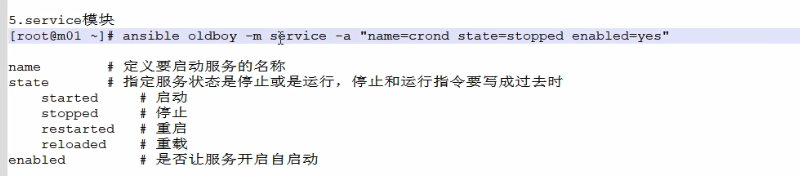 5.service模块
[root@m01 ~]# ansible oldboy -m service -a "name=crond state=stopped enabled=yes"
name # 定义要启动服务的名称
state # 指定服务状态是停止或是运行，停止和运行指令要写成过去时
started # 启动
stopped # 停止
restarted # 重启
reloaded # 重载
enabled # 是否让服务开启自启动